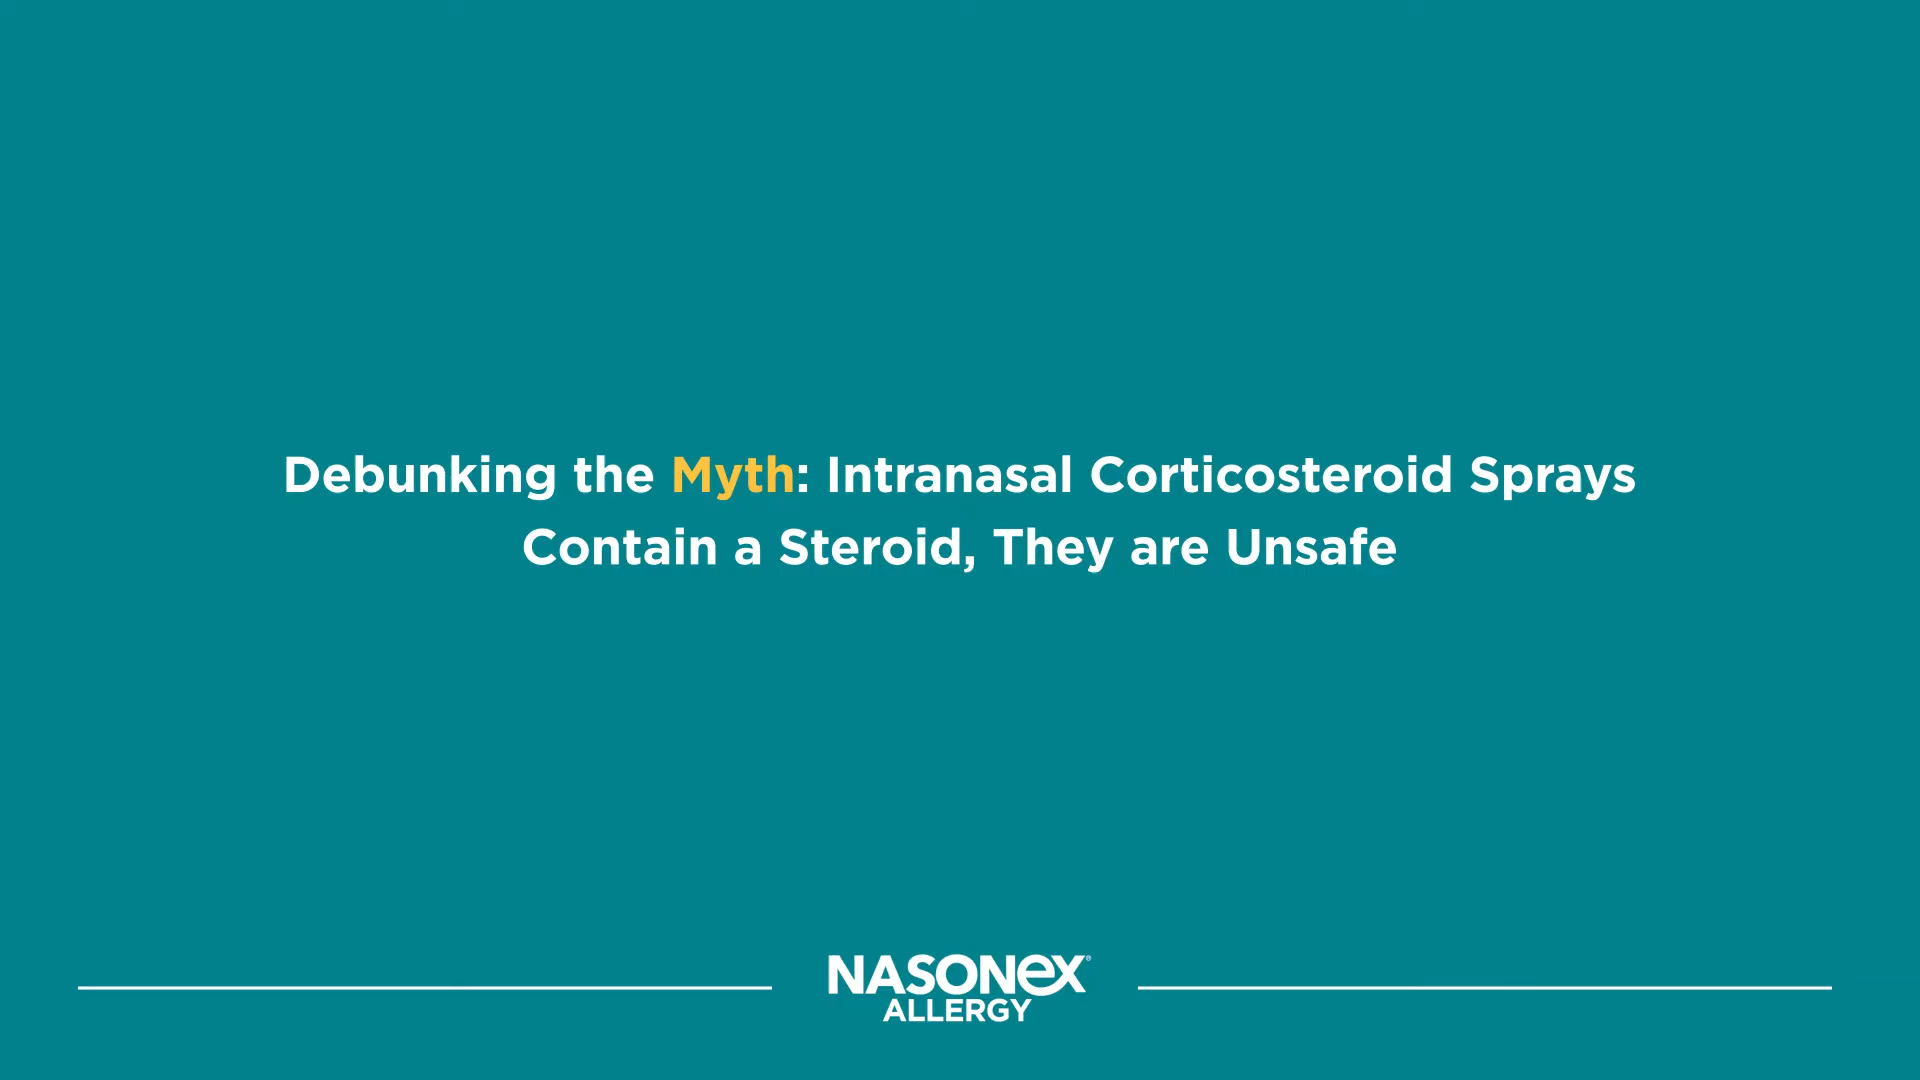 Debunking the Myth: Intranasal Corticosteroid Sprays
Contain a Steroid, They are Unsafe
NASONEX®
ALLERGY